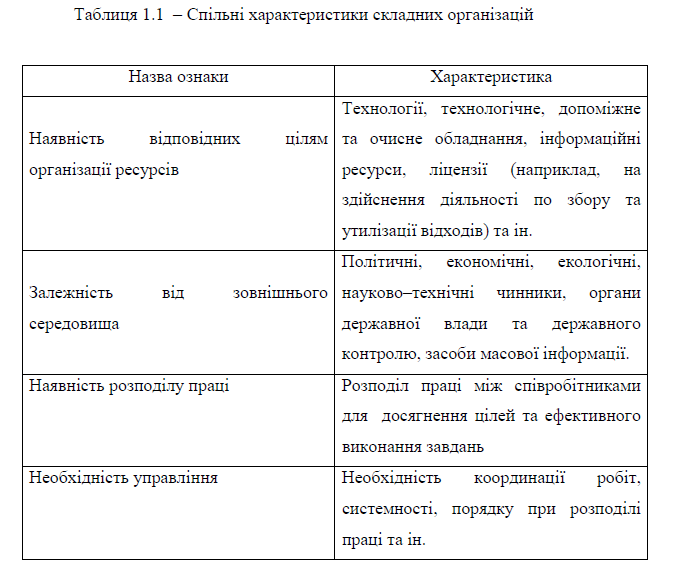 Таблиця 1.1 – Спільні характеристики складних організацій
Назва ознаки
Характеристика
Наявність відповідних цілям
організації ресурсів
Технології, технологічне, допоміжне
та очисне обладнання, інформаційні
ресурси, ліцензії (наприклад, на
здійснення діяльності по збору та
утилізації відходів) та ін.
Залежність від зовнішнього
середовища
Політичні, економічні, екологічні,
науково–технічні чинники, органи
державної влади та державного
контролю, засоби масової інформації.
Наявність розподілу праці
Розподіл праці між співробітниками
для досягнення цілей та ефективного
виконання завдань
Необхідність управління
Необхідність координації робіт,
системності, порядку при розподілі
праці та ін.